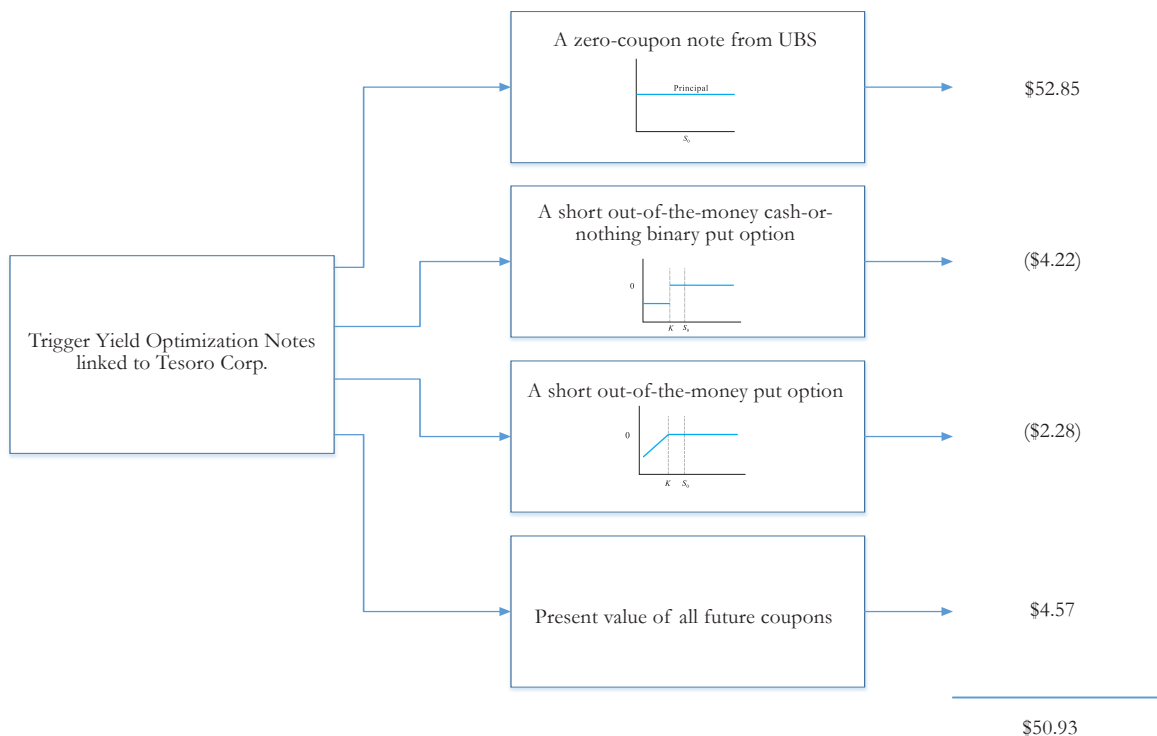 A zero-coupon note from UBS
Principal
S0
$52.85
A short out-of-the-money cash-or-
nothing binary put option
0
K S0
($4.22)
Trigger Yield Optimization Notes
linked to Tesoro Corp.
A short out-of-the-money put option
0
K S0
($2.28)
Present value of all future coupons
$4.57
$50.93